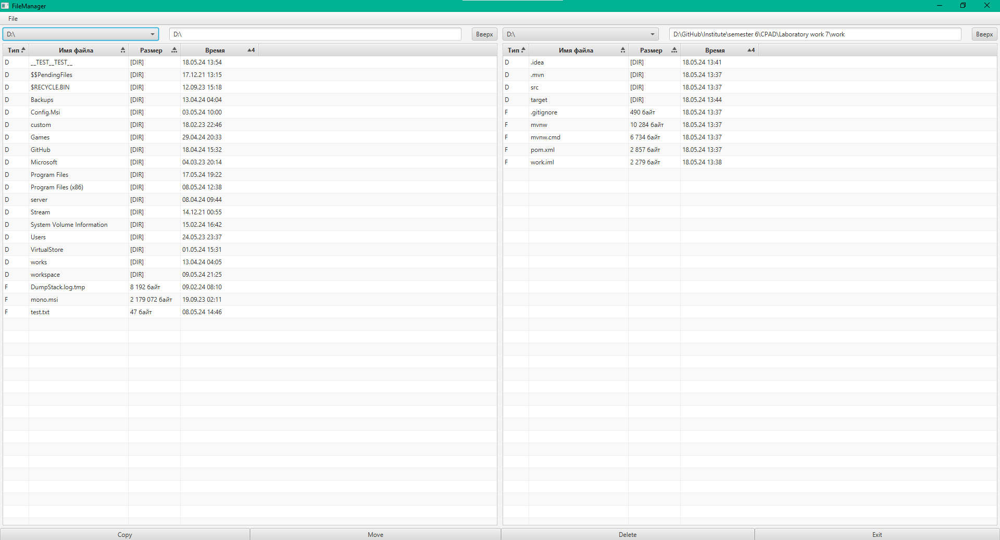 FileManager
File
D:\ D:\ Вверх D:\ D:\GitHub\Institute\semester 6\CPAD\Laboratory work 7\work Вверх
Тип Имя файла Размер Время 4
D __TEST__TEST__ [DIR] 18.05.24 13:54
D $$PendingFiles [DIR] 17.12.21 13:15
D $RECYCLE.BIN [DIR] 12.09.23 15:18
D Backups [DIR] 13.04.24 04:04
D Config.Msi [DIR] 03.05.24 10:00
D custom [DIR] 18.02.23 22:46
D Games [DIR] 29.04.24 20:33
D GitHub [DIR] 18.04.24 15:32
D Microsoft [DIR] 04.03.23 20:14
D Program Files [DIR] 17.05.24 19:22
D Program Files (x86) [DIR] 08.05.24 12:38
D server [DIR] 08.04.24 09:44
D Stream [DIR] 14.12.21 00:55
D System Volume Information [DIR] 15.02.24 16:42
D Users [DIR] 24.05.23 23:37
D VirtualStore [DIR] 01.05.24 15:31
D works [DIR] 13.04.24 04:05
D workspace [DIR] 09.05.24 21:25
F DumpStack.log.tmp 8 192 байт 09.02.24 08:10
F mono.msi 2 179 072 байт 19.09.23 02:11
F test.txt 47 байт 08.05.24 14:46
Тип Имя файла Размер Время 4
D .idea [DIR] 18.05.24 13:41
D .mvn [DIR] 18.05.24 13:37
D src [DIR] 18.05.24 13:37
D target [DIR] 18.05.24 13:44
F .gitignore 490 байт 18.05.24 13:37
F mvnw 10 284 байт 18.05.24 13:37
F mvnw.cmd 6 734 байт 18.05.24 13:37
F pom.xml 2 857 байт 18.05.24 13:37
F work.iml 2 279 байт 18.05.24 13:38
Copy Move Delete Exit